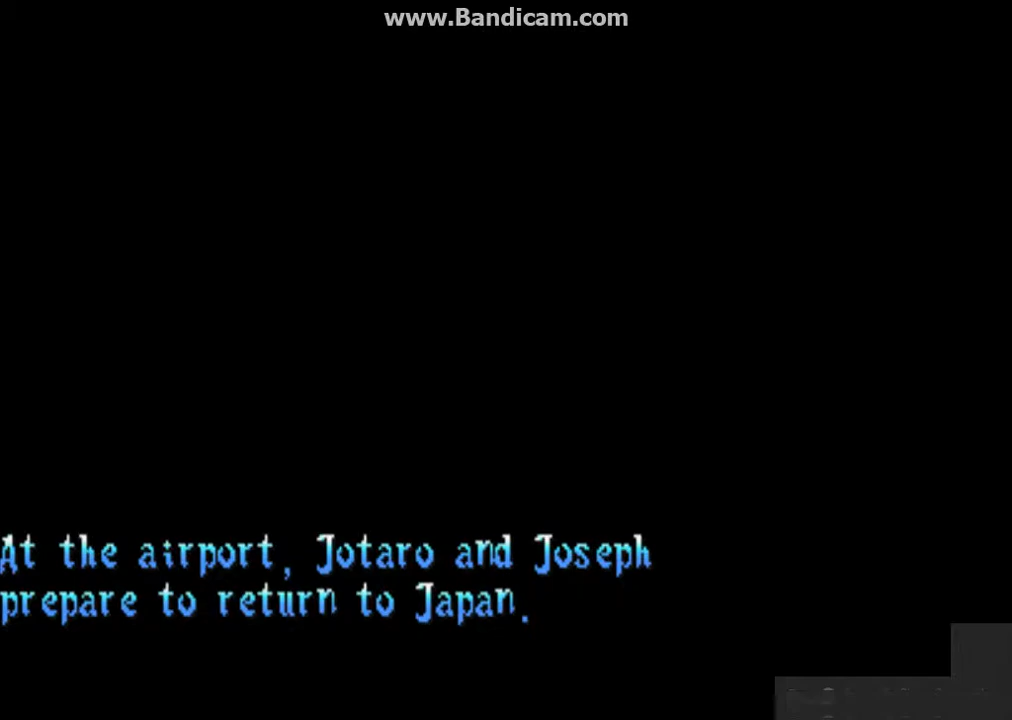 www.Bandicam.com
At the airport, Jotaro and Joseph
prepare to return to Japan.